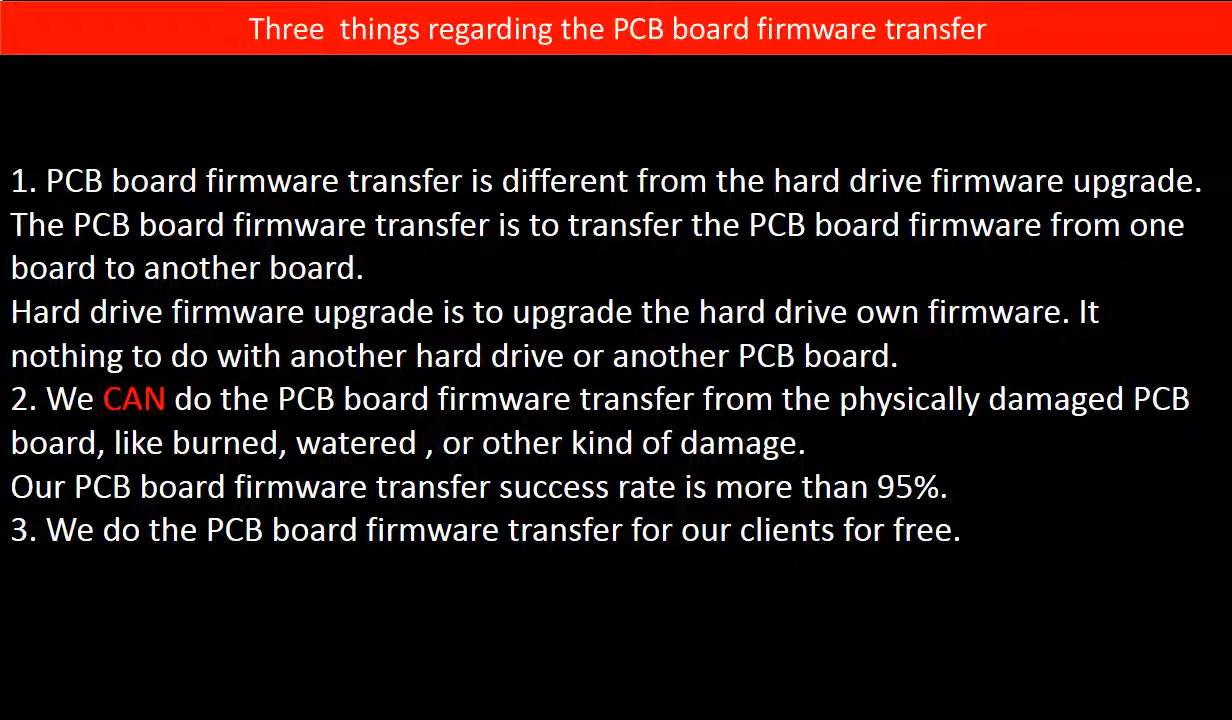 Three  things regarding the PCB board firmware transfer
1. PCB board firmware transfer is different from the hard drive firmware upgrade.
The PCB board firmware transfer is to transfer the PCB board firmware from one
board to another board.
Hard drive firmware upgrade is to upgrade the hard drive own firmware. It
nothing to do with another hard drive or another PCB board.
2. We CAN do the PCB board firmware transfer from the physically damaged PCB
board, like burned, watered , or other kind of damage.
Our PCB board firmware transfer success rate is more than 95%.
3. We do the PCB board firmware transfer for our clients for free.